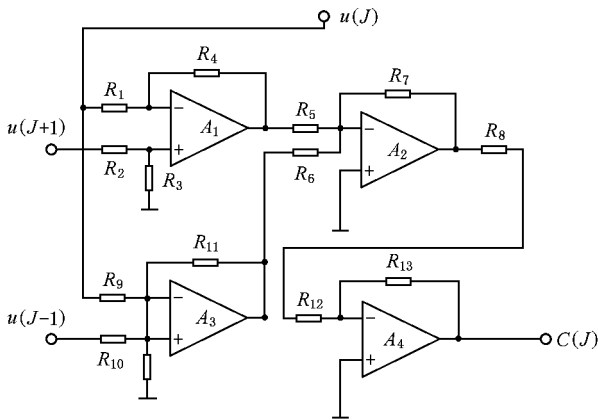 u(J)
R4
R1
R7
R5
u(J+1)
−
A1
−
R8
R2
+
R6
A2
R3
+
R11
R13
R9
R12
−
−
u(J−1)
A3
A4
C(J)
+
R10
+